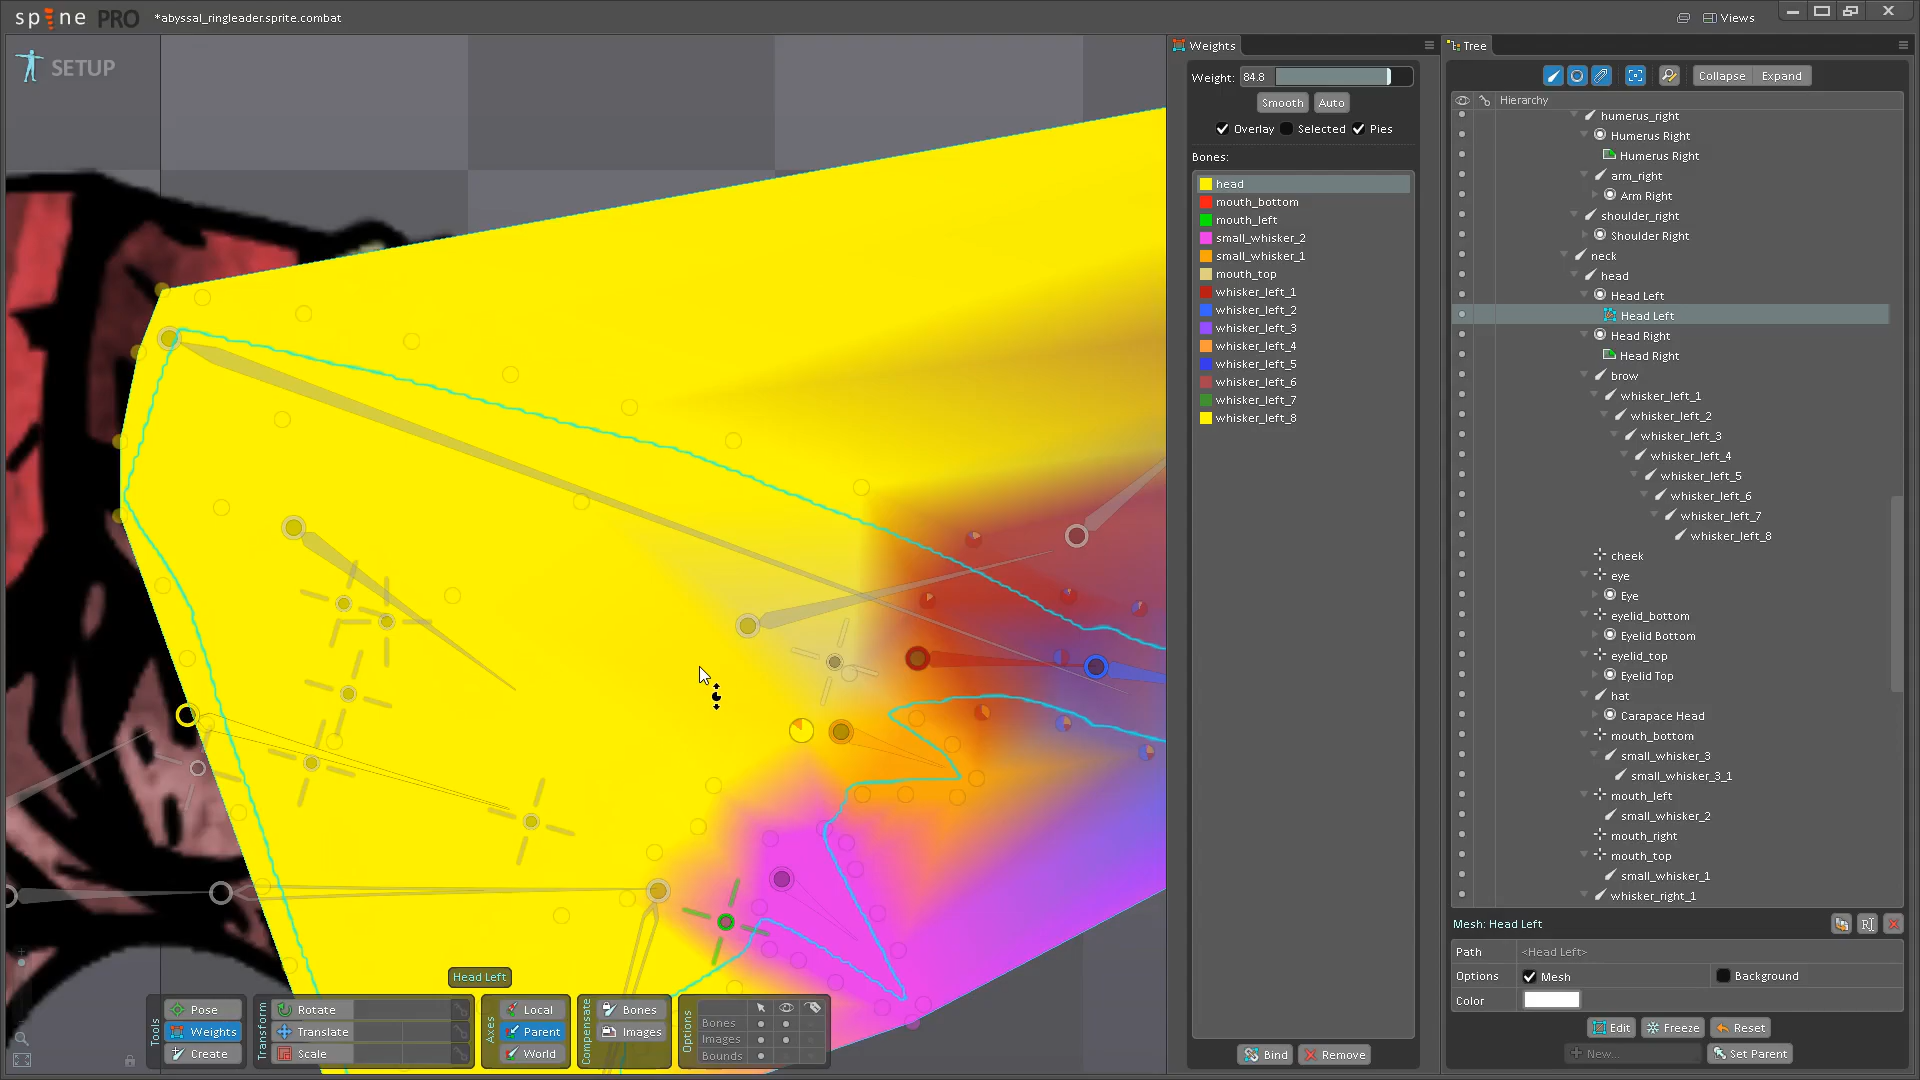 spine PRO
*abyssal_ringleader.sprite.combat
Views
SETUP
Weights
Weight: 84.8
Smooth
Auto
Overlay
Selected
Pies
Bones:
head
mouth_bottom
mouth_left
small_whisker_2
small_whisker_1
mouth_top
whisker_left_1
whisker_left_2
whisker_left_3
whisker_left_4
whisker_left_5
whisker_left_6
whisker_left_7
whisker_left_8
Bind
Remove
Tree
Collapse
Expand
Hierarchy
humerus_right
Humerus Right
Humerus Right
arm_right
Arm Right
shoulder_right
Shoulder Right
neck
head
Head Left
Head Left
Head Right
Head Right
brow
whisker_left_1
whisker_left_2
whisker_left_3
whisker_left_4
whisker_left_5
whisker_left_6
whisker_left_7
whisker_left_8
cheek
eye
Eye
eyelid_bottom
Eyelid Bottom
eyelid_top
Eyelid Top
hat
Carapace Head
mouth_bottom
small_whisker_3
small_whisker_3_1
mouth_left
small_whisker_2
mouth_right
mouth_top
small_whisker_1
whisker_right_1
Mesh: Head Left
Path
<Head Left>
Options
Mesh
Background
Color
Edit
Freeze
Reset
New...
Set Parent
Head Left
Tools
Pose
Weights
Create
Transform
Rotate
Translate
Scale
Axes
Local
Parent
World
Compensate
Bones
Images
Options
Bones
Images
Bounds